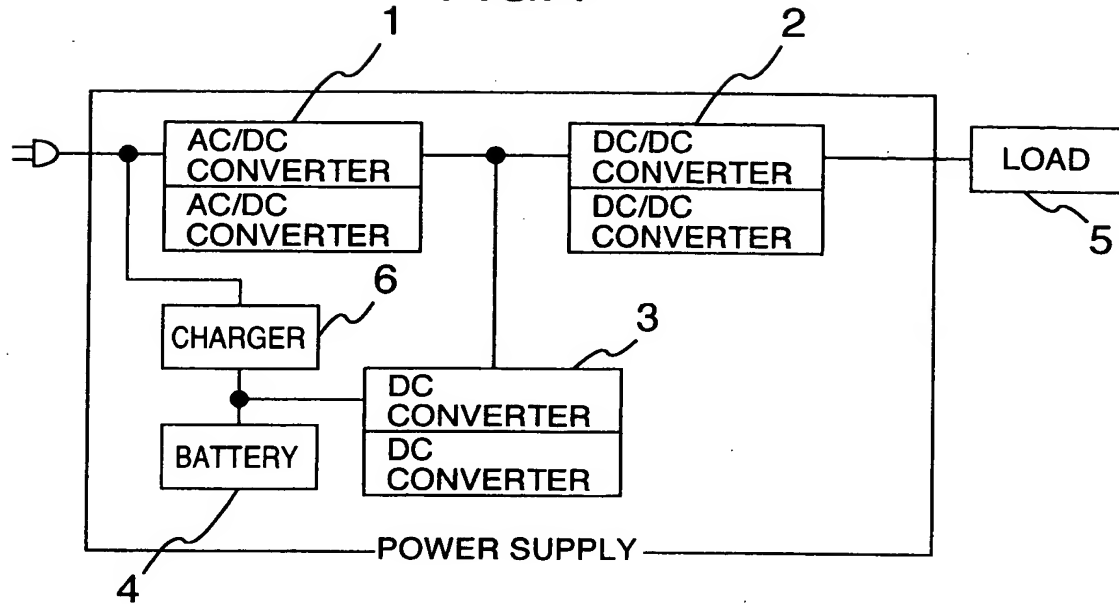 1
2
AC/DC
CONVERTER
AC/DC
CONVERTER
DC/DC
CONVERTER
DC/DC
CONVERTER
LOAD
5
6
CHARGER
3
DC
CONVERTER
DC
CONVERTER
BATTERY
POWER SUPPLY
4